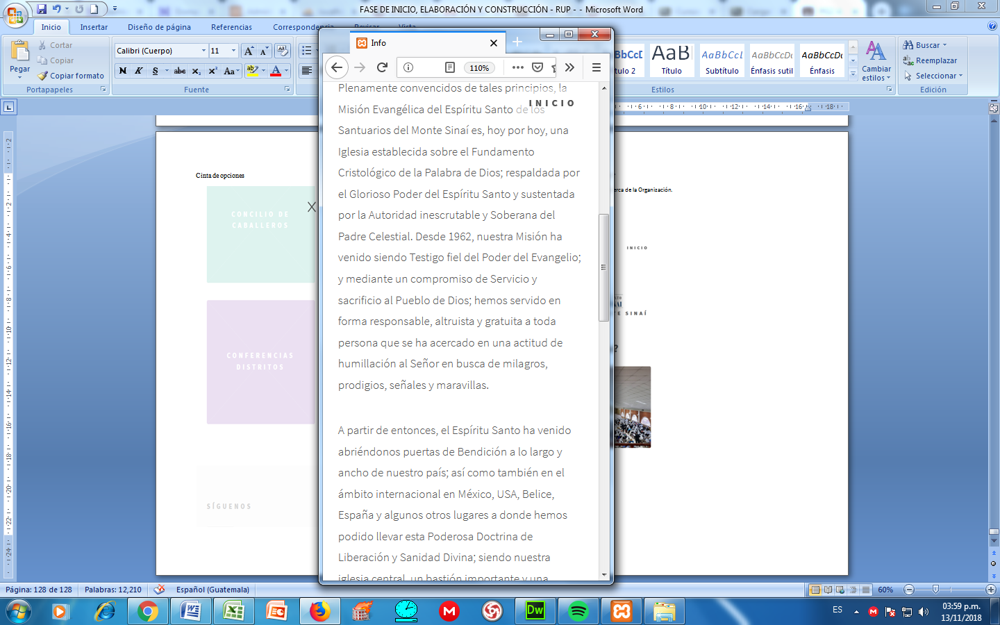 FASE DE INICIO, ELABORACIÓN Y CONSTRUCCIÓN - RUP - - Microsoft Word
Inicio
Insertar
Diseño de página
Referencias
Correspondencia
Revisar
Vista
Pegar
Cortar
Copiar
Copiar formato
Portapapeles
Calibri (Cuerpo)
11
N K S abc x₂ x² Aa
Fuente
Título 2
Título
Subtítulo
Énfasis sutil
Énfasis
Cambiar estilos
Estilos
Buscar
Reemplazar
Seleccionar
Edición
Info
110%
INICIO
Plenamente convencidos de tales principios, la
Misión Evangélica del Espíritu Santo de los
Santuarios del Monte Sinaí es, hoy por hoy, una
Iglesia establecida sobre el Fundamento
Cristológico de la Palabra de Dios; respaldada por
el Glorioso Poder del Espíritu Santo y sustentada
por la Autoridad inescrutable y Soberana del
Padre Celestial. Desde 1962, nuestra Misión ha
venido siendo Testigo fiel del Poder del Evangelio;
y mediante un compromiso de Servicio y
sacrificio al Pueblo de Dios; hemos servido en
forma responsable, altruista y gratuita a toda
persona que se ha acercado en una actitud de
humillación al Señor en busca de milagros,
prodigios, señales y maravillas.
A partir de entonces, el Espíritu Santo ha venido
abriéndonos puertas de Bendición a lo largo y
ancho de nuestro país; así como también en el
ámbito internacional en México, USA, Belice,
España y algunos otros lugares a donde hemos
podido llevar esta Poderosa Doctrina de
Liberación y Sanidad Divina; siendo nuestra
iglesia central, un bastión importante y una
Cinta de opciones
X
CONCILIO DE
CABALLEROS
CONFERENCIAS
DISTRITOS
SÍGUENOS
erca de la Organización.
INICIO
E SINAÍ
?
Página: 128 de 128
Palabras: 12,210
Español (Guatemala)
60%
Dw
ES
03:59 p.m.
13/11/2018